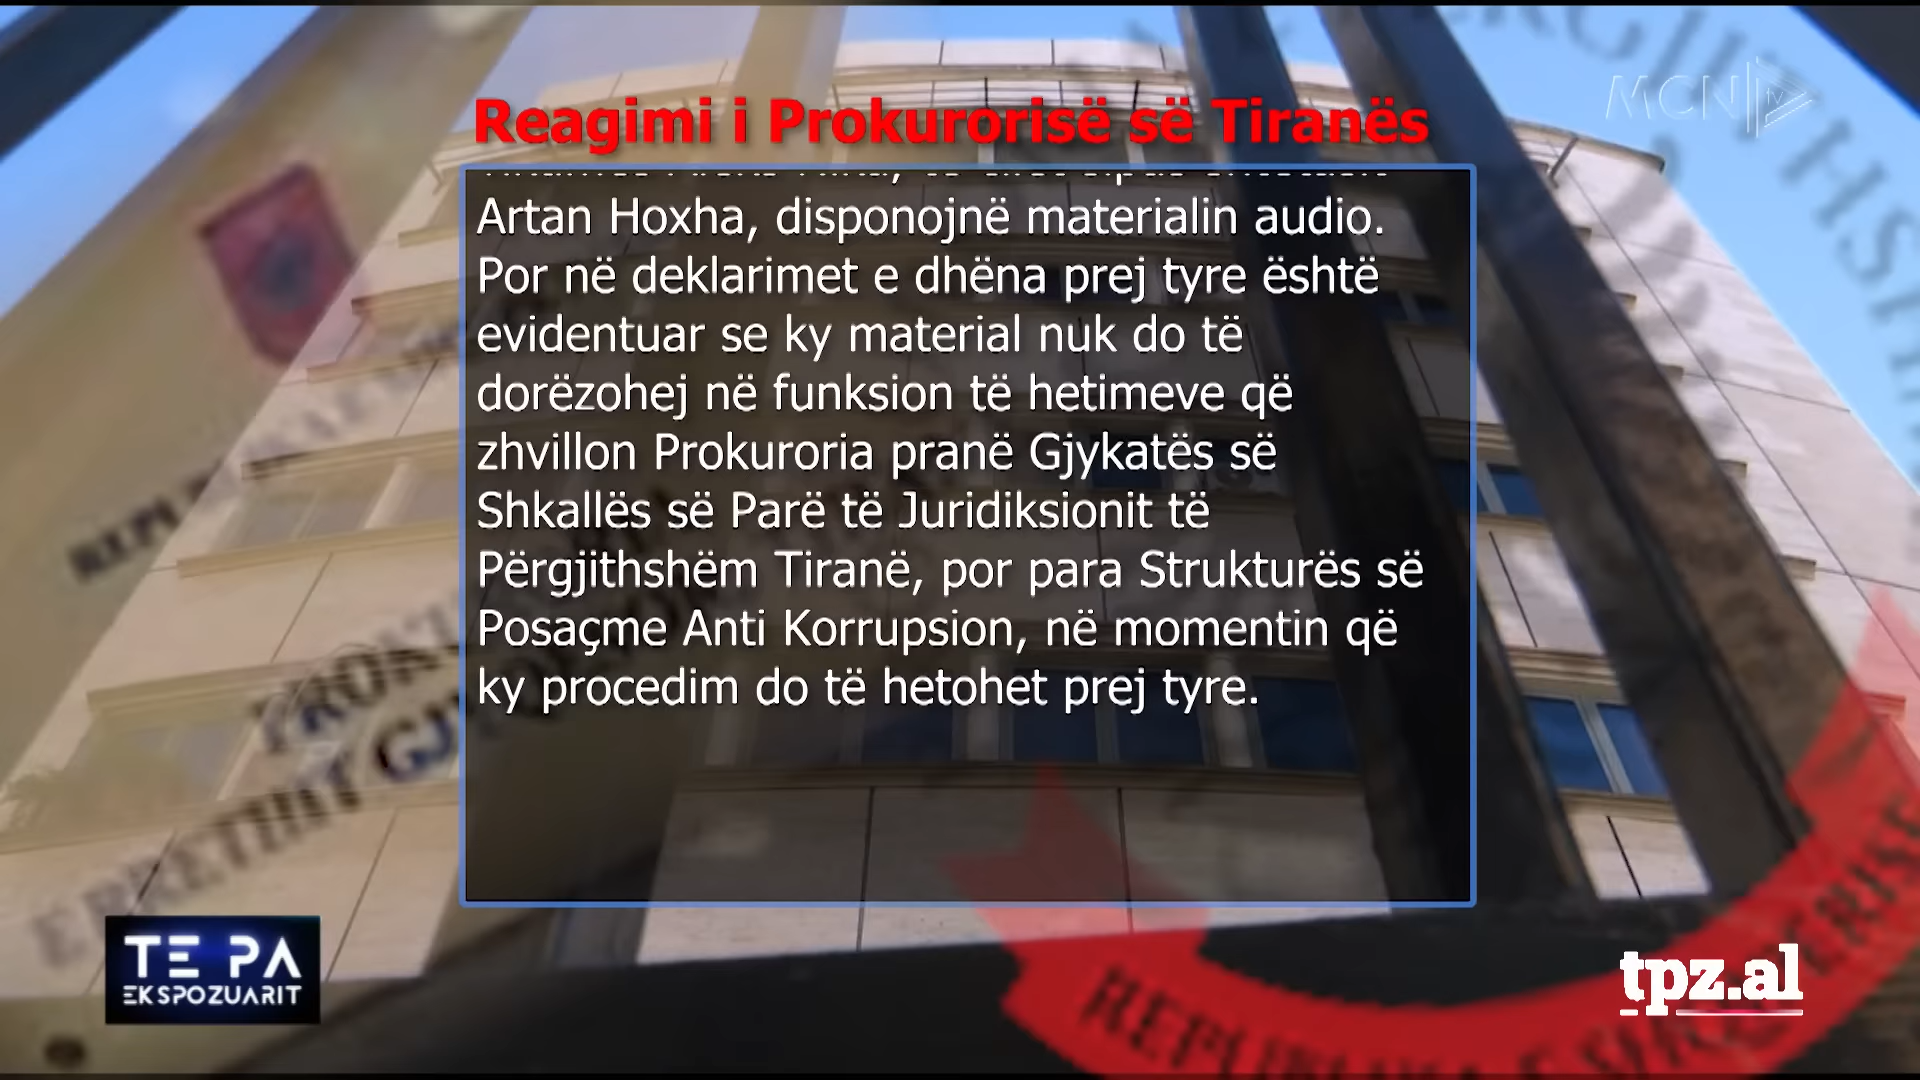 Reagimi i Prokurorisë së Tiranës
MCN TV
Artan Hoxha, disponojnë materialin audio.
Por në deklarimet e dhëna prej tyre është
evidentuar se ky material nuk do të
dorëzohej në funksion të hetimeve që
zhvillon Prokuroria pranë Gjykatës së
Shkallës së Parë të Juridiksionit të
Përgjithshëm Tiranë, por para Strukturës së
Posaçme Anti Korrupsion, në momentin që
ky procedim do të hetohet prej tyre.
TE PA
EKSPOZUARIT
tpz.al